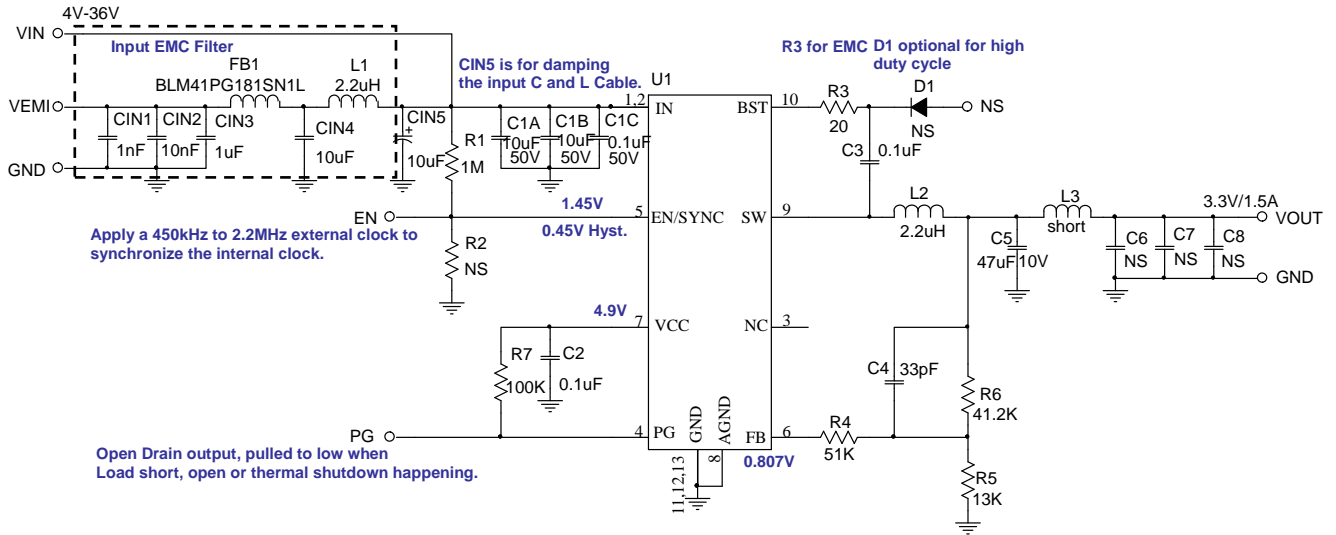 4V-36V
VIN
Input EMC Filter
FB1
BLM41PG181SN1L
L1
2.2uH
CIN5 is for damping
the input C and L Cable.
R3 for EMC
D1 optional for high
duty cycle
U1
VEMI
CIN1
1nF
CIN2
10nF
CIN3
1uF
CIN4
10uF
CIN5
+
10uF
R1
1M
C1A
10uF
50V
C1B
10uF
50V
C1C
0.1uF
50V
GND
1,2
IN
BST
10
R3
20
D1
NS
NS
C3
0.1uF
EN
1.45V
5
EN/SYNC
0.45V Hyst.
SW
9
L2
2.2uH
L3
short
3.3V/1.5A
VOUT
Apply a 450kHz to 2.2MHz external clock to
synchronize the internal clock.
R2
NS
C5
47uF
10V
C6
NS
C7
NS
C8
NS
GND
4.9V
7
VCC
NC
3
R7
100K
C2
0.1uF
C4
33pF
R6
41.2K
PG
4
PG
GND
AGND
FB
6
R4
51K
0.807V
Open Drain output, pulled to low when
Load short, open or thermal shutdown happening.
11,12,13
8
R5
13K